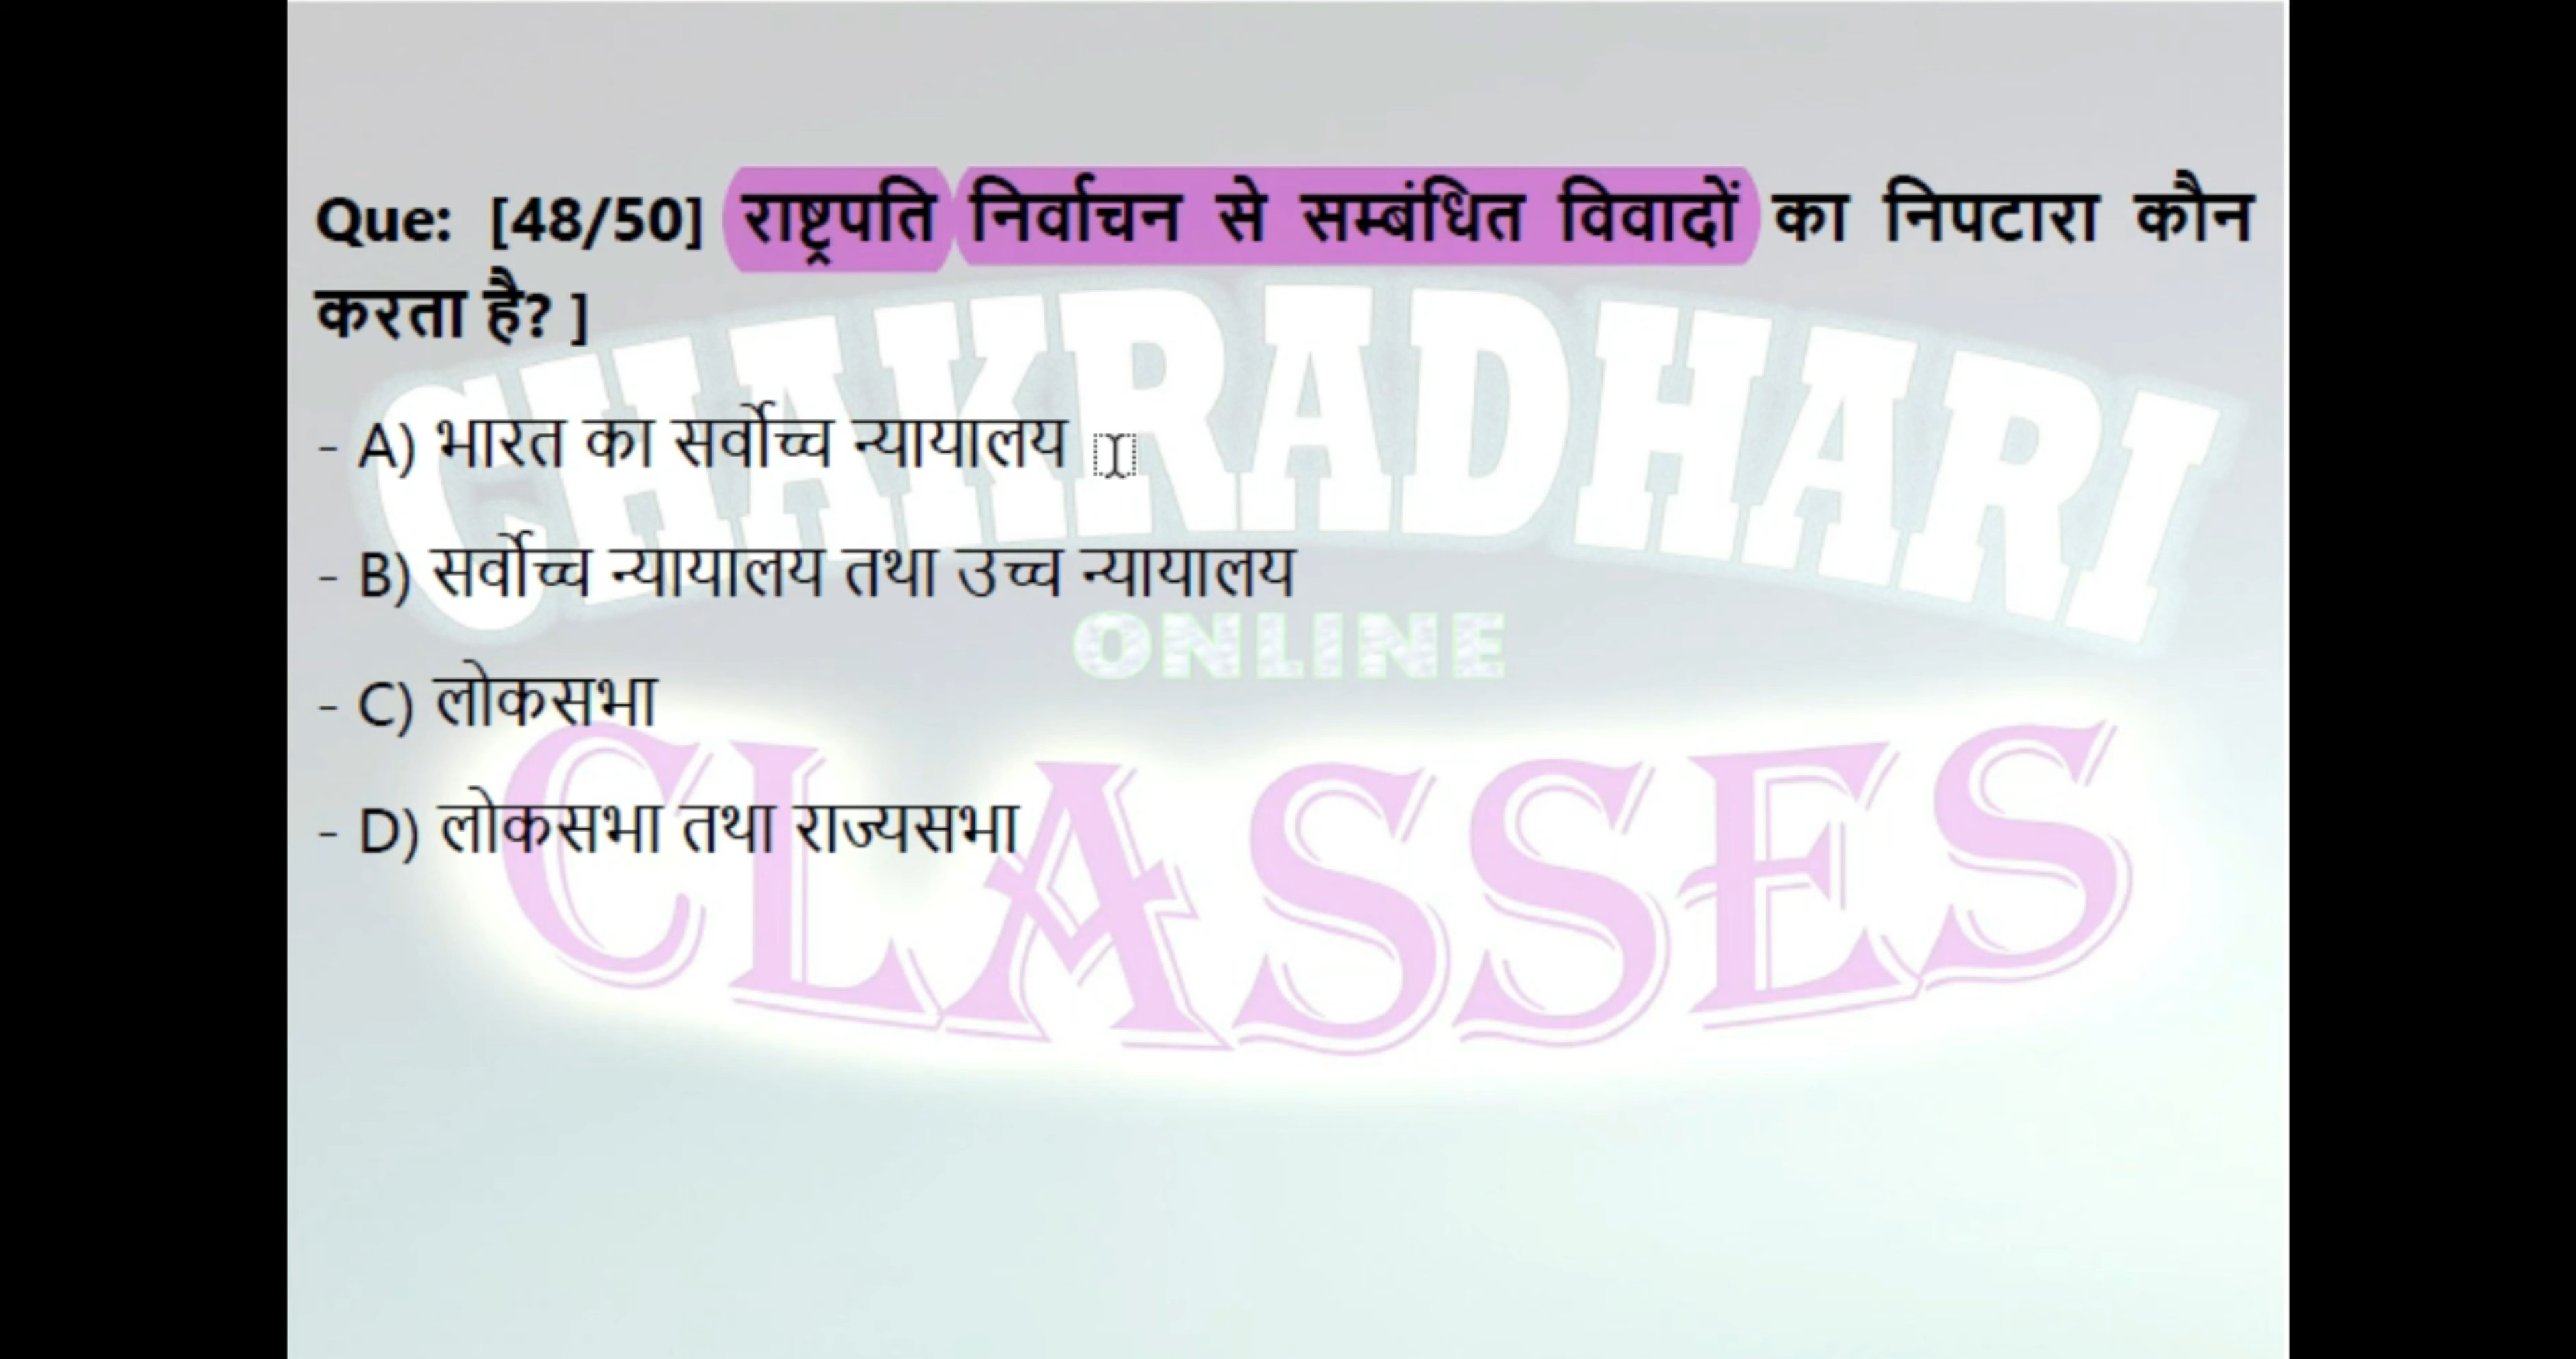 Que: [48/50] राष्ट्रपति निर्वाचन से सम्बंधित विवादों का निपटारा कौन
करता है? ]
CHAKRADHARI
- A) भारत का सर्वोच्च न्यायालय
- B) सर्वोच्च न्यायालय तथा उच्च न्यायालय
ONLINE
- C) लोकसभा
CLASSES
- D) लोकसभा तथा राज्यसभा